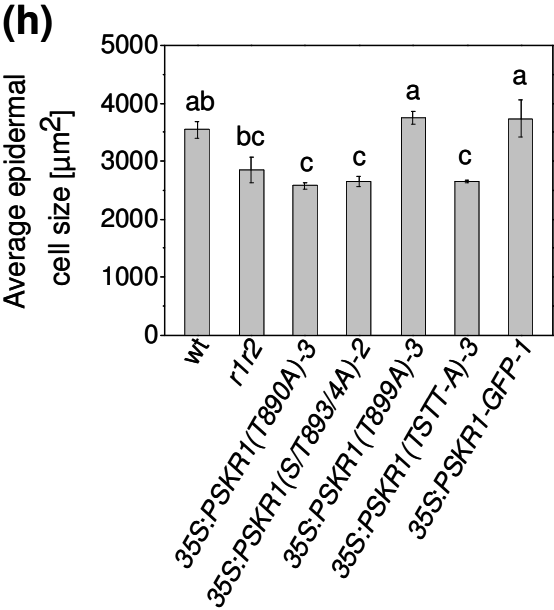 (h)
Average epidermal
cell size [µm²]
5000
4000
3000
2000
1000
0
ab
bc
c
c
a
c
a
wt
r1r2
35S:PSKR1(T890A)-3
35S:PSKR1(S/T893/4A)-2
35S:PSKR1(T899A)-3
35S:PSKR1(TSTT-A)-3
35S:PSKR1-GFP-1